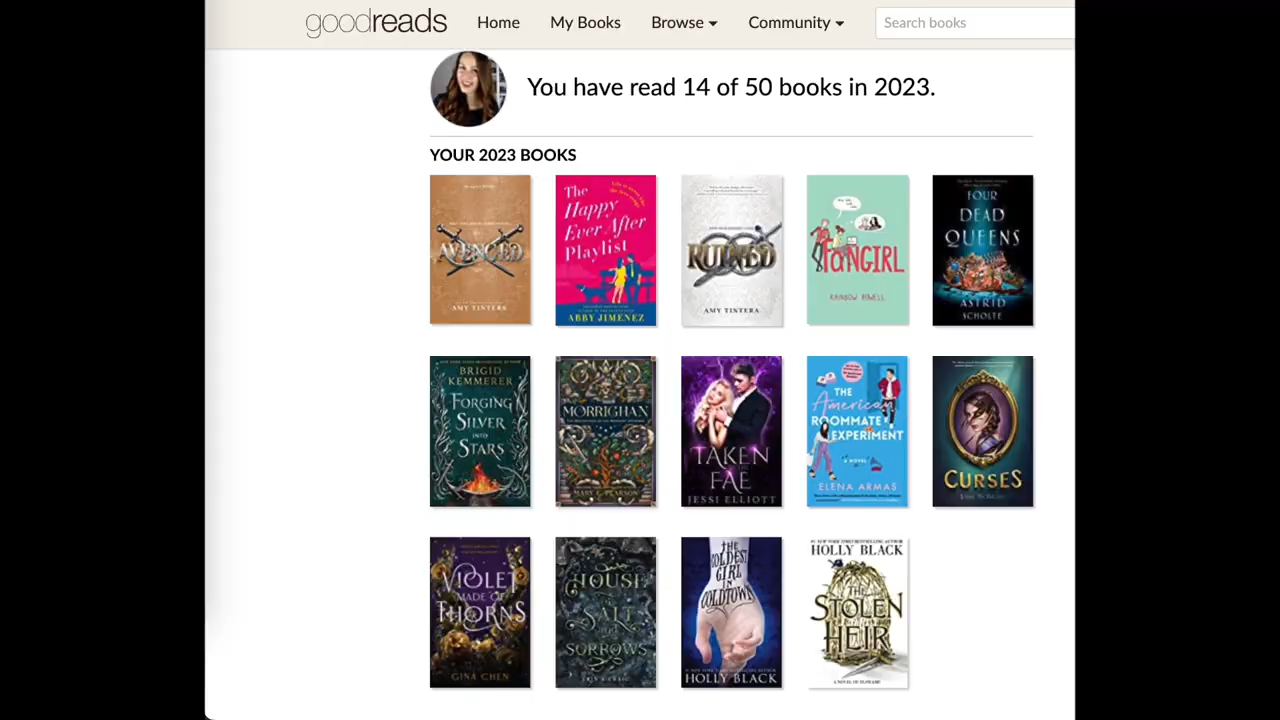 goodreads Home My Books Browse Community Search books
You have read 14 of 50 books in 2023.
YOUR 2023 BOOKS
AVENGED
AMY TINTERA
The
Happy
Ever After
Playlist
ABBY JIMENEZ
RUINED
AMY TINTERA
FANGIRL
RAINBOW ROWELL
FOUR
DEAD
QUEENS
ASTRID
SCHOLTE
BRIGID
KEMMERER
FORGING
SILVER
INTO
STARS
MORRIGHAN
MARY E. PEARSON
TAKEN
FAE
JESSI ELLIOTT
THE
American
ROOMMATE
EXPERIMENT
A NOVEL
ELENA ARMAS
CURSES
VIOLET
MADE OF
THORNS
GINA CHEN
HOUSE
SALT
SORROWS
THE
COLDEST
GIRL
IN
COLDTOWN
HOLLY BLACK
HOLLY BLACK
THE
STOLEN
HEIR
A NOVEL OF ELFHAME